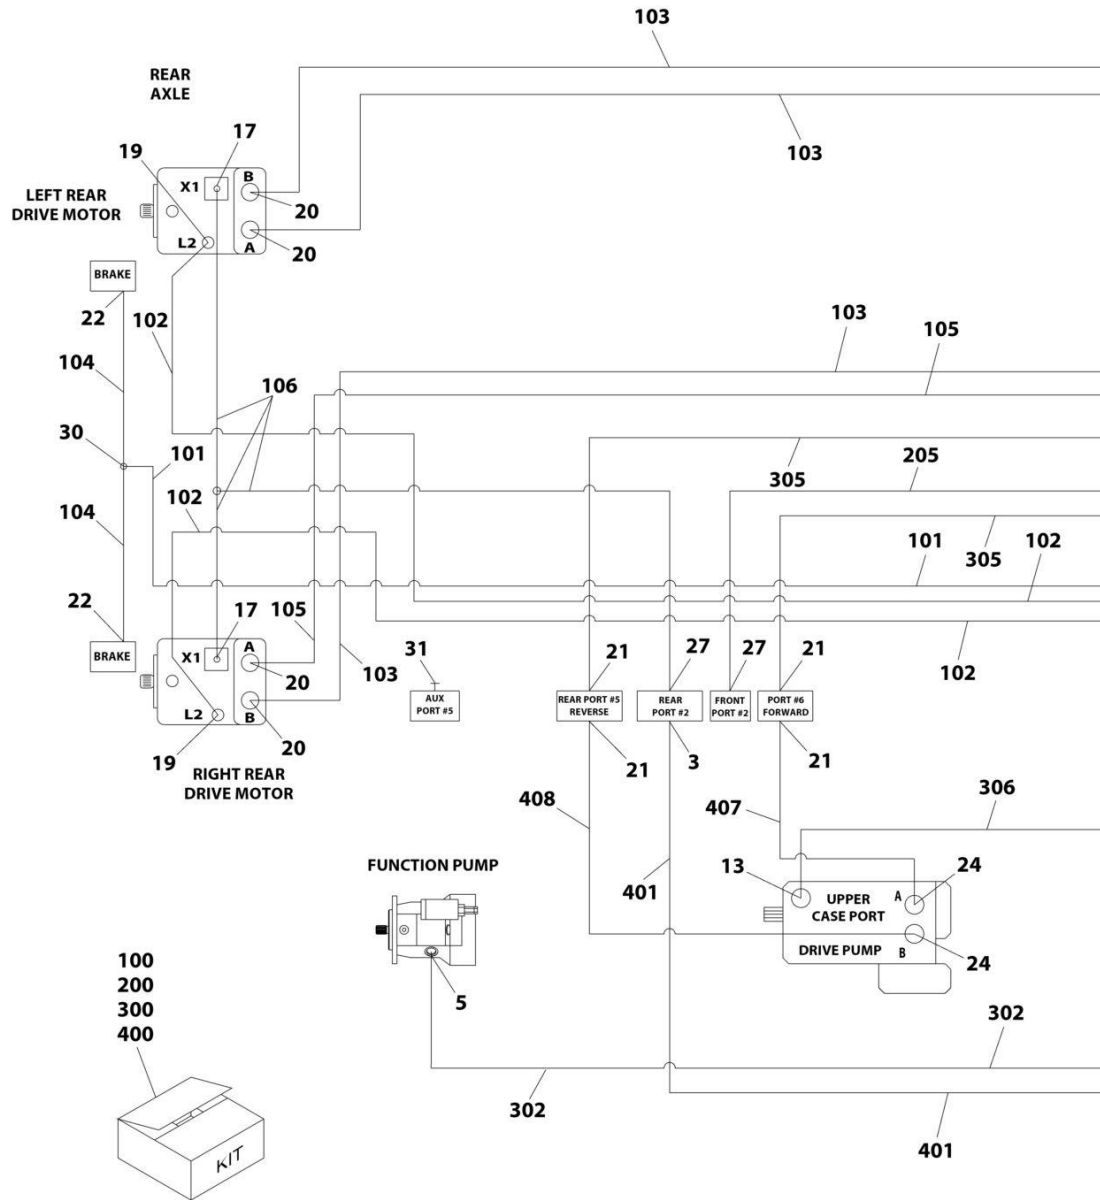 103
REAR
AXLE
103
17
19
B
X1
20
LEFT REAR
DRIVE MOTOR
L2
A
20
BRAKE
22
102
103
105
104
106
30
101
205
305
102
104
101
102
305
22
17
105
BRAKE
X1
A
20
103
31
21
27
27
21
102
AUX
PORT #5
REAR PORT #5
REVERSE
REAR
PORT #2
FRONT
PORT #2
PORT #6
FORWARD
L2
B
20
19
RIGHT REAR
DRIVE MOTOR
21
3
21
408
407
306
FUNCTION PUMP
401
13
24
UPPER
CASE PORT
A
DRIVE PUMP
B
24
100
200
300
400
5
302
302
401
KIT